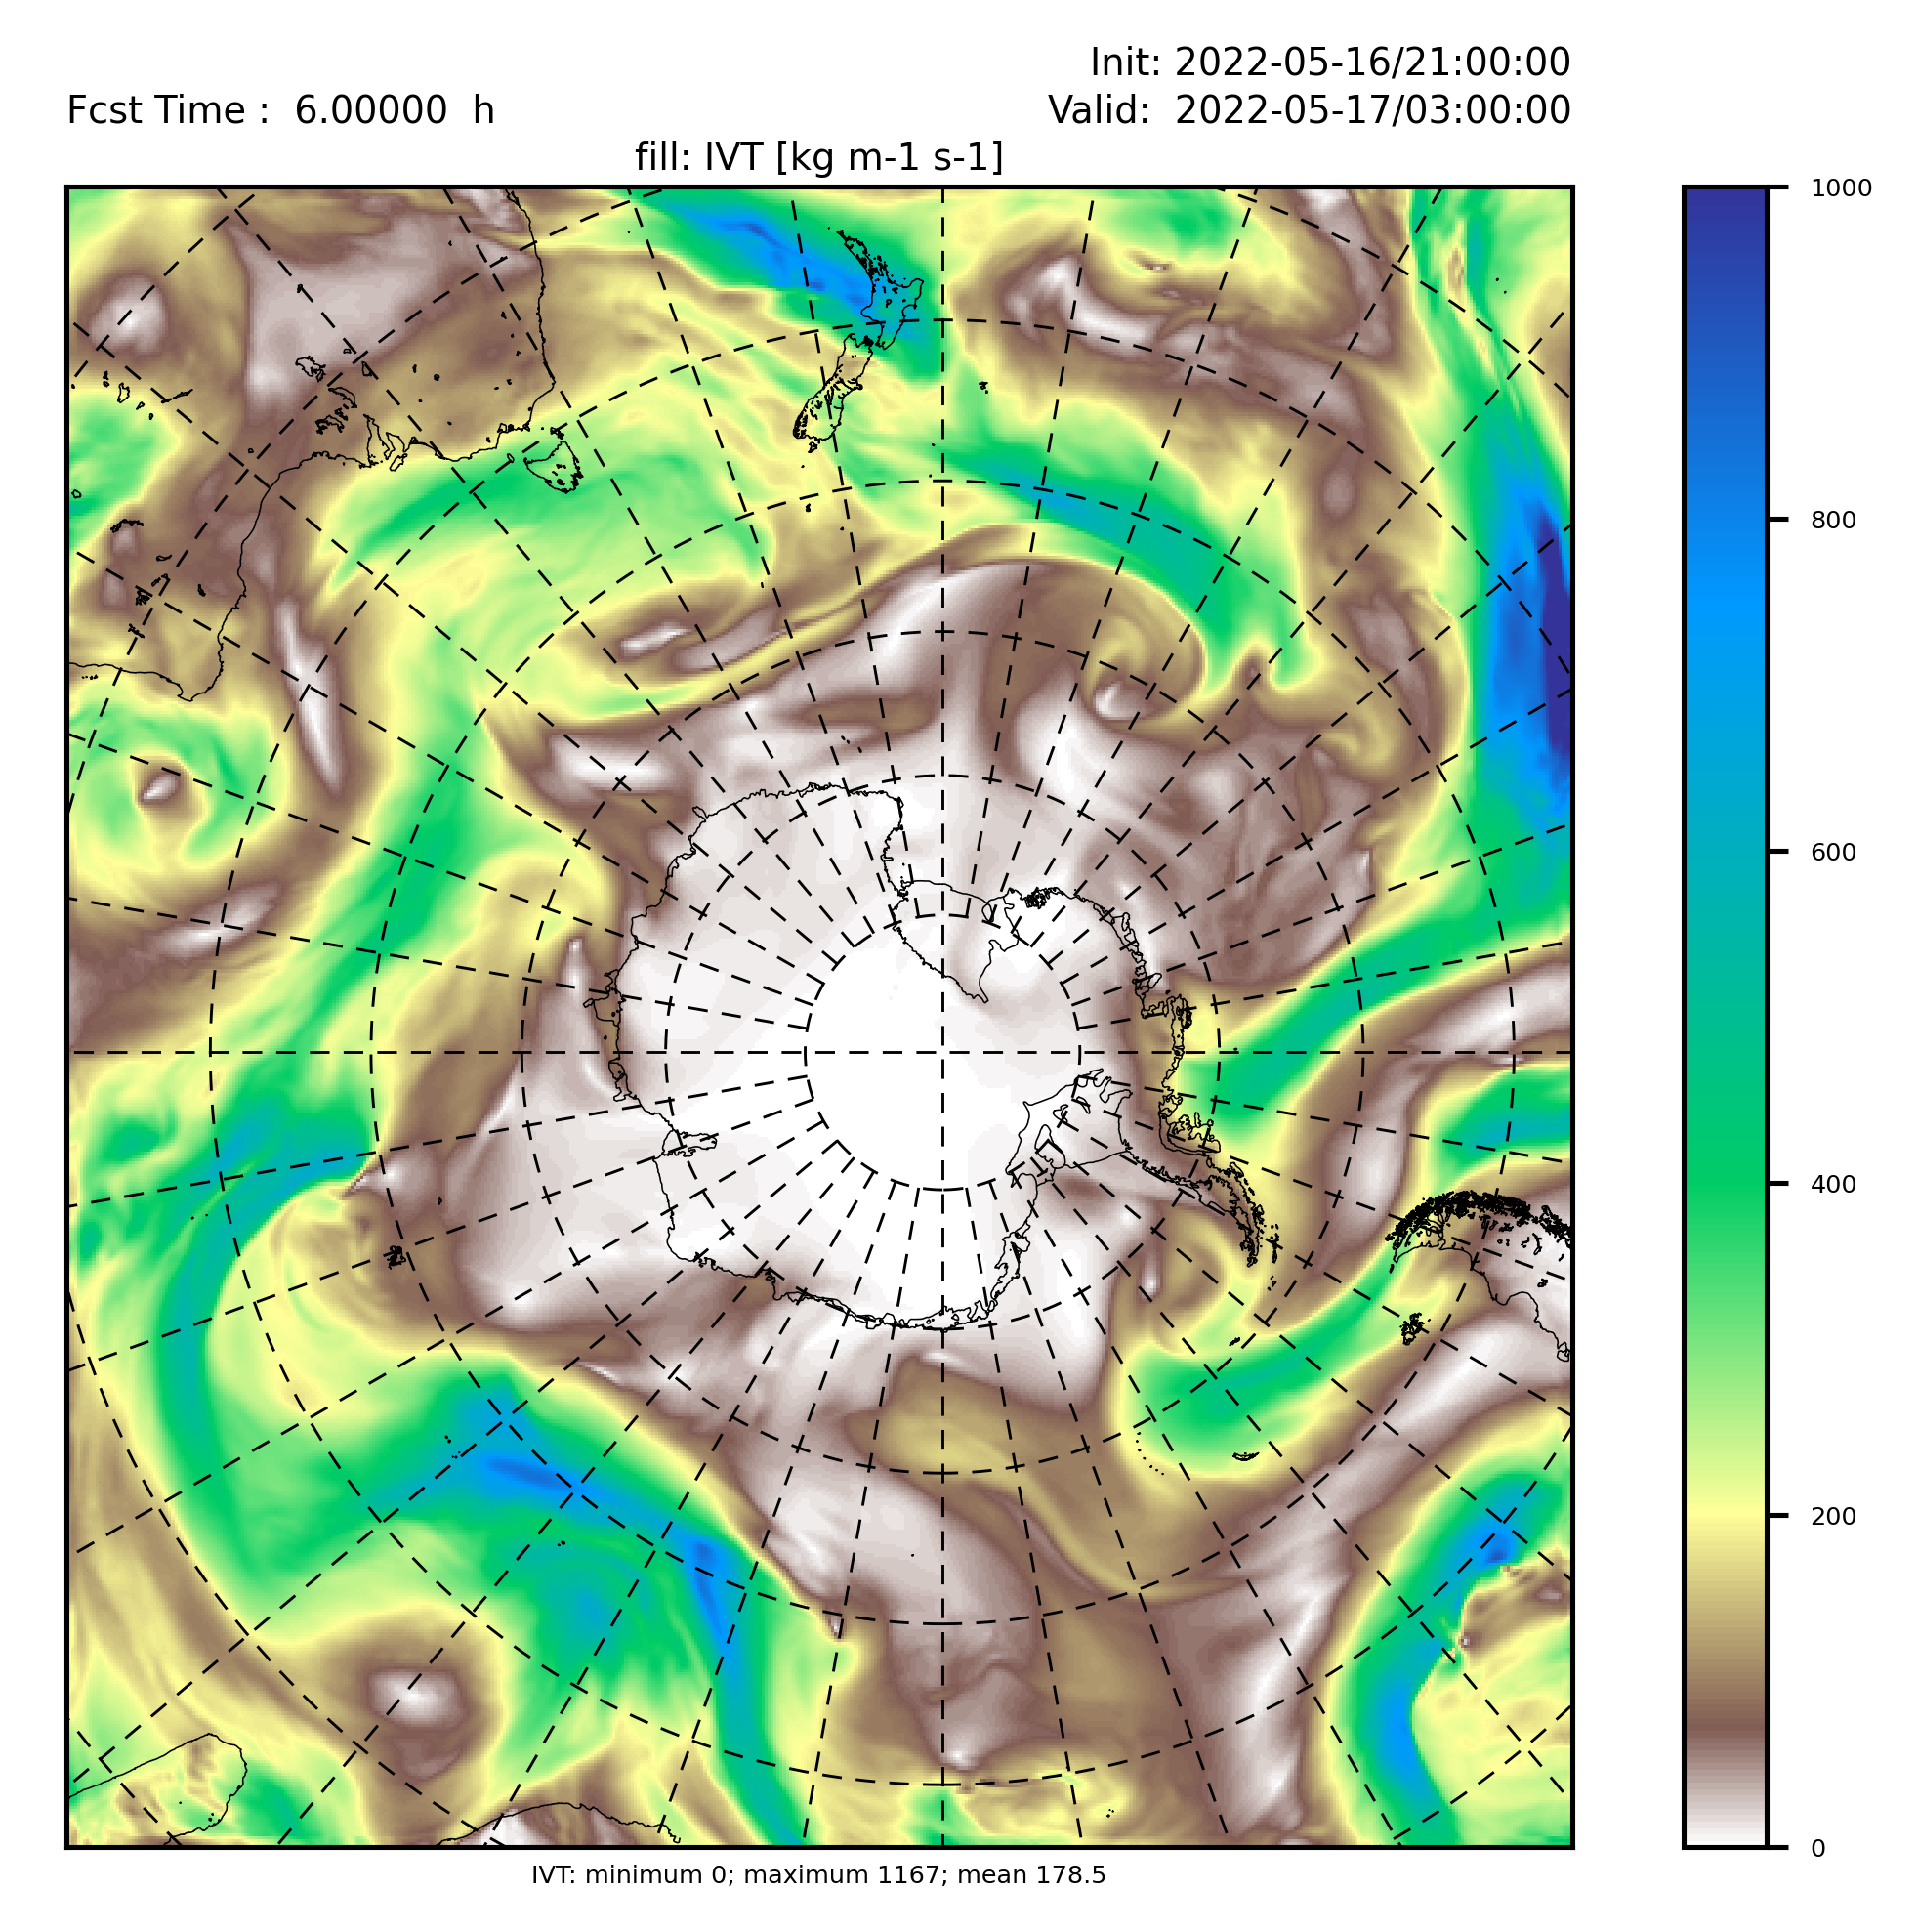 Init: 2022-05-16/21:00:00
Fcst Time :  6.00000  h
Valid:  2022-05-17/03:00:00
fill: IVT [kg m-1 s-1]
1000
800
600
400
200
0
IVT: minimum 0; maximum 1167; mean 178.5